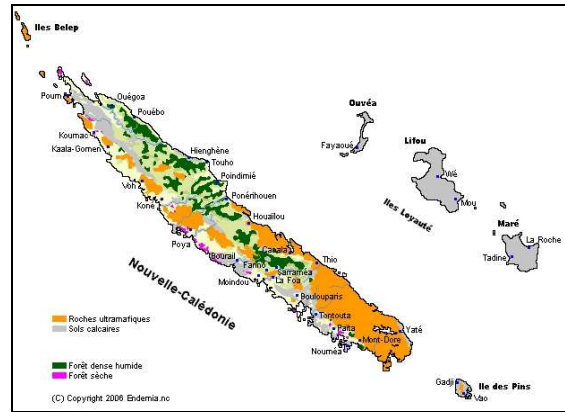 Iles Belep
Ouégoa
Poum
Pouébo
Ouvéa
Koumac
Hienghène
Lifou
Fayaoué
Kaala-Gomen
Touho
Poindimié
Wé
Voh
Iles Loyauté
Mou
Koné
Ponérihouen
Maré
Houaïlou
La Roche
Poya
Canala
Thio
Tadine
Bourail
Farino
Sarraméa
Moindou
La Foa
Nouvelle-Calédonie
Boulouparis
Roches ultramafiques
Tontouta
Sols calcaires
Païta
Yaté
Mont-Dore
Nouméa
Forêt dense humide
Forêt sèche
Gadji
Ile des Pins
Vao
(C) Copyright 2006 Endemia.nc